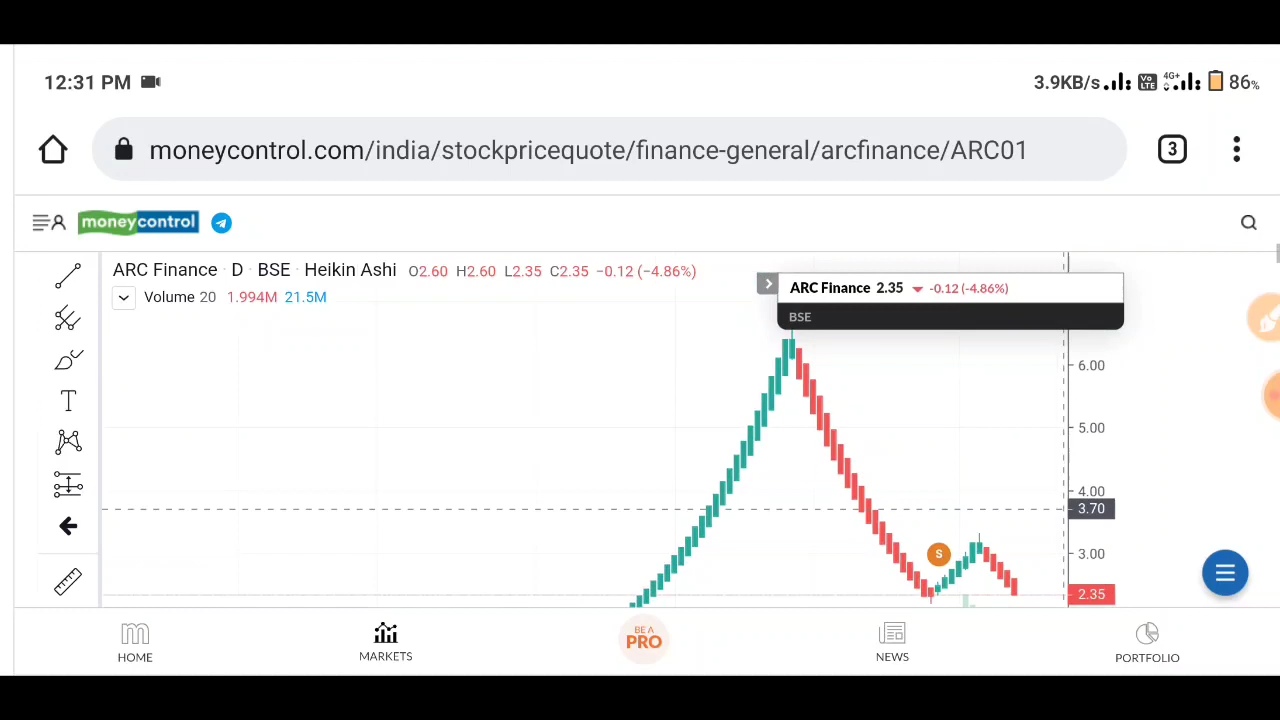 12:31 PM
3.9KB/s Vo LTE 4G+ 86%
moneycontrol.com/india/stockpricequote/finance-general/arcfinance/ARC01
3
moneycontrol
ARC Finance · D · BSE · Heikin Ashi O2.60 H2.60 L2.35 C2.35 −0.12 (−4.86%)
Volume 20 1.994M 21.5M
ARC Finance 2.35 -0.12 (-4.86%)
BSE
6.00
5.00
4.00
3.70
3.00
2.35
S
T
HOME
MARKETS
BE A
PRO
NEWS
PORTFOLIO